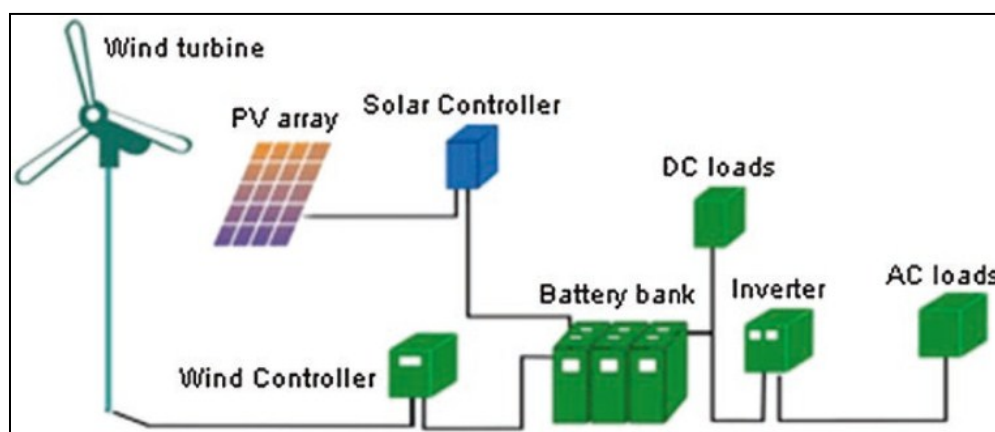 Wind turbine
PV array
Solar Controller
DC loads
Battery bank
Inverter
AC loads
Wind Controller